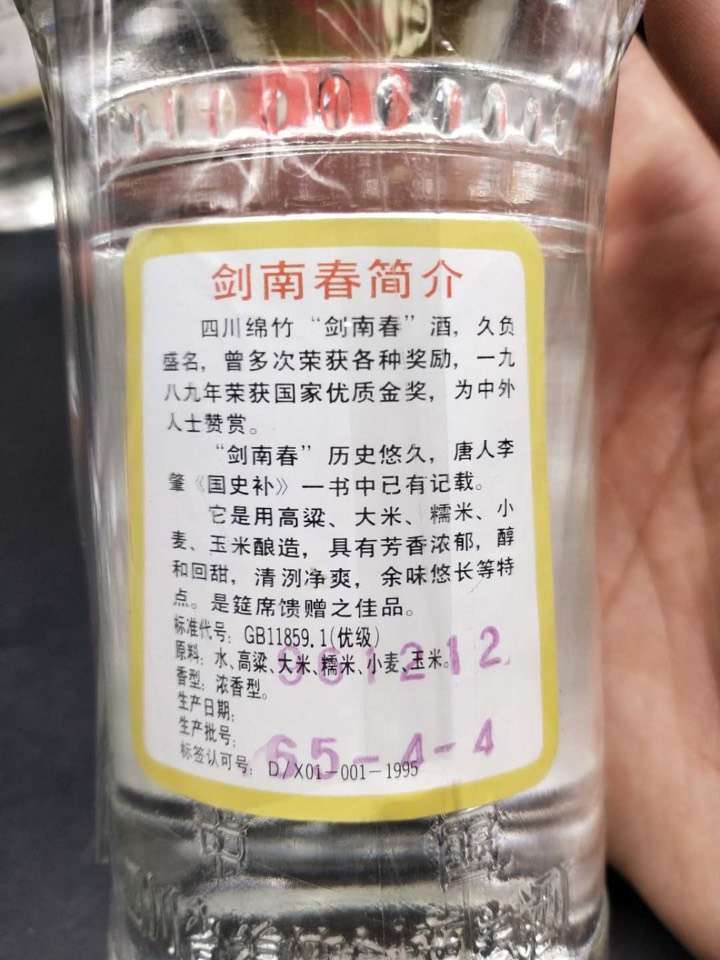 剑南春简介
四川绵竹“剑南春”酒，久负
盛名，曾多次荣获各种奖励，一九
八九年荣获国家优质金奖，为中外
人士赞赏。
“剑南春”历史悠久，唐人李
肇《国史补》一书中已有记载。
它是用高粱、大米、糯米、小
麦、玉米酿造，具有芳香浓郁，醇
和回甜，清洌净爽，余味悠长等特
点。是筵席馈赠之佳品。
标准代号：GB11859.1(优级)
原料：水、高粱、大米、糯米、小麦、玉米。
香型：浓香型。
生产日期：961212
生产批号：65-4-4
标签认可号：D/X01-001-1995